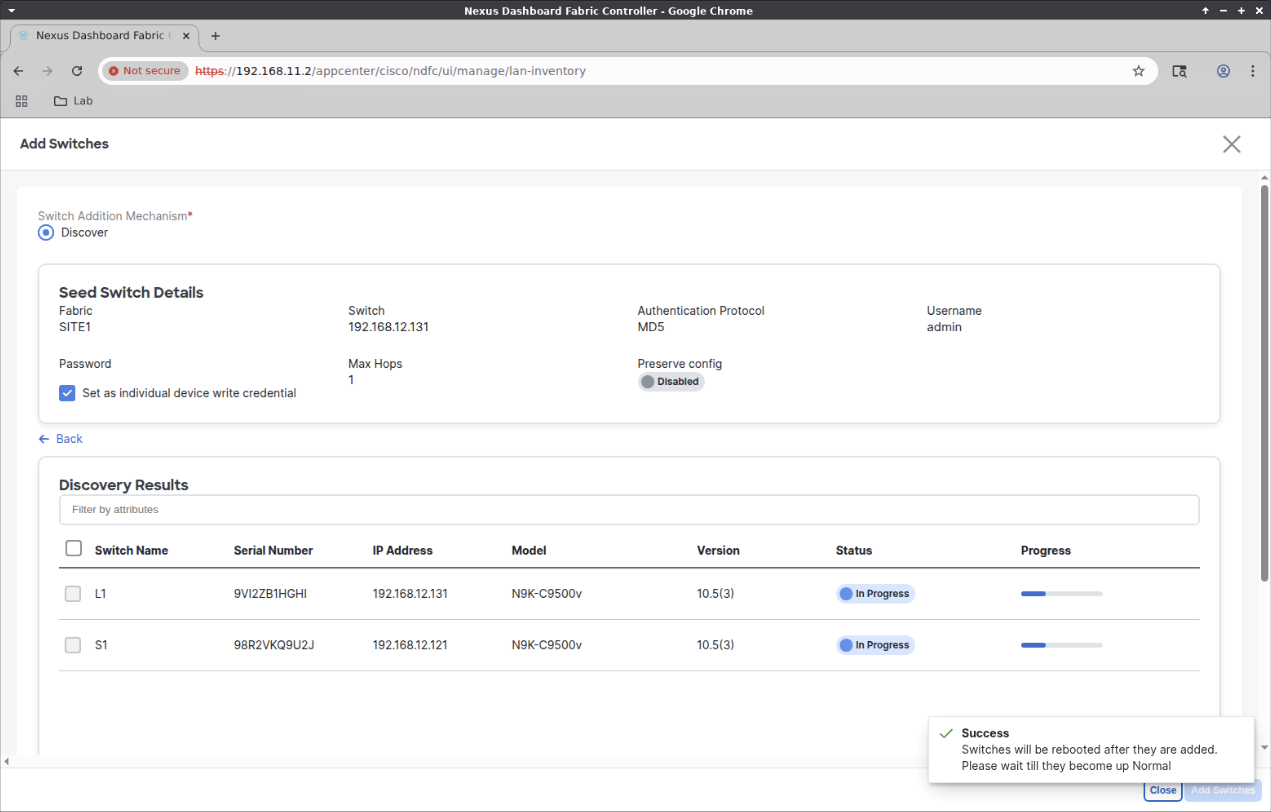 Nexus Dashboard Fabric Controller - Google Chrome
Nexus Dashboard Fabric C
Not secure https://192.168.11.2/appcenter/cisco/ndfc/ui/manage/lan-inventory
Lab
Add Switches
Switch Addition Mechanism*
Discover
Seed Switch Details
Fabric Switch Authentication Protocol Username
SITE1 192.168.12.131 MD5 admin
Password Max Hops Preserve config
1 Disabled
Set as individual device write credential
Back
Discovery Results
Filter by attributes
Switch Name Serial Number IP Address Model Version Status Progress
L1 9VI2ZB1HGHI 192.168.12.131 N9K-C9500v 10.5(3) In Progress
S1 98R2VKQ9U2J 192.168.12.121 N9K-C9500v 10.5(3) In Progress
Success
Switches will be rebooted after they are added.
Please wait till they become up Normal
Close Add Switches